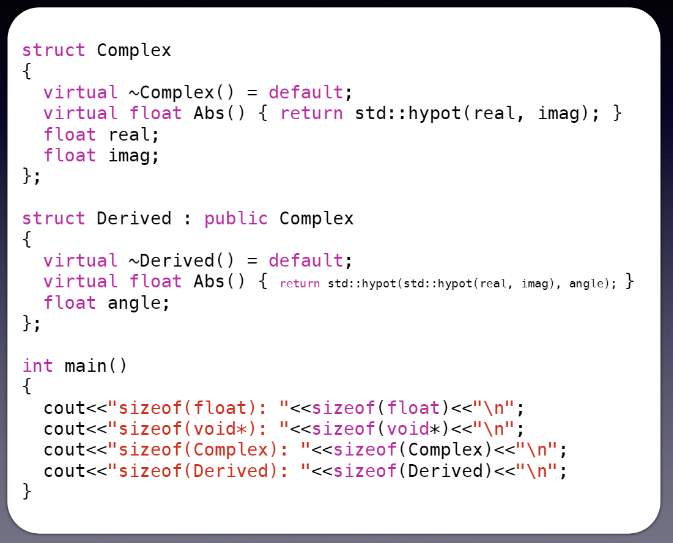 struct Complex
{
  virtual ~Complex() = default;
  virtual float Abs() { return std::hypot(real, imag); }
  float real;
  float imag;
};

struct Derived : public Complex
{
  virtual ~Derived() = default;
  virtual float Abs() { return std::hypot(std::hypot(real, imag), angle); }
  float angle;
};

int main()
{
  cout<<"sizeof(float): "<<sizeof(float)<<"\n";
  cout<<"sizeof(void*): "<<sizeof(void*)<<"\n";
  cout<<"sizeof(Complex): "<<sizeof(Complex)<<"\n";
  cout<<"sizeof(Derived): "<<sizeof(Derived)<<"\n";
}